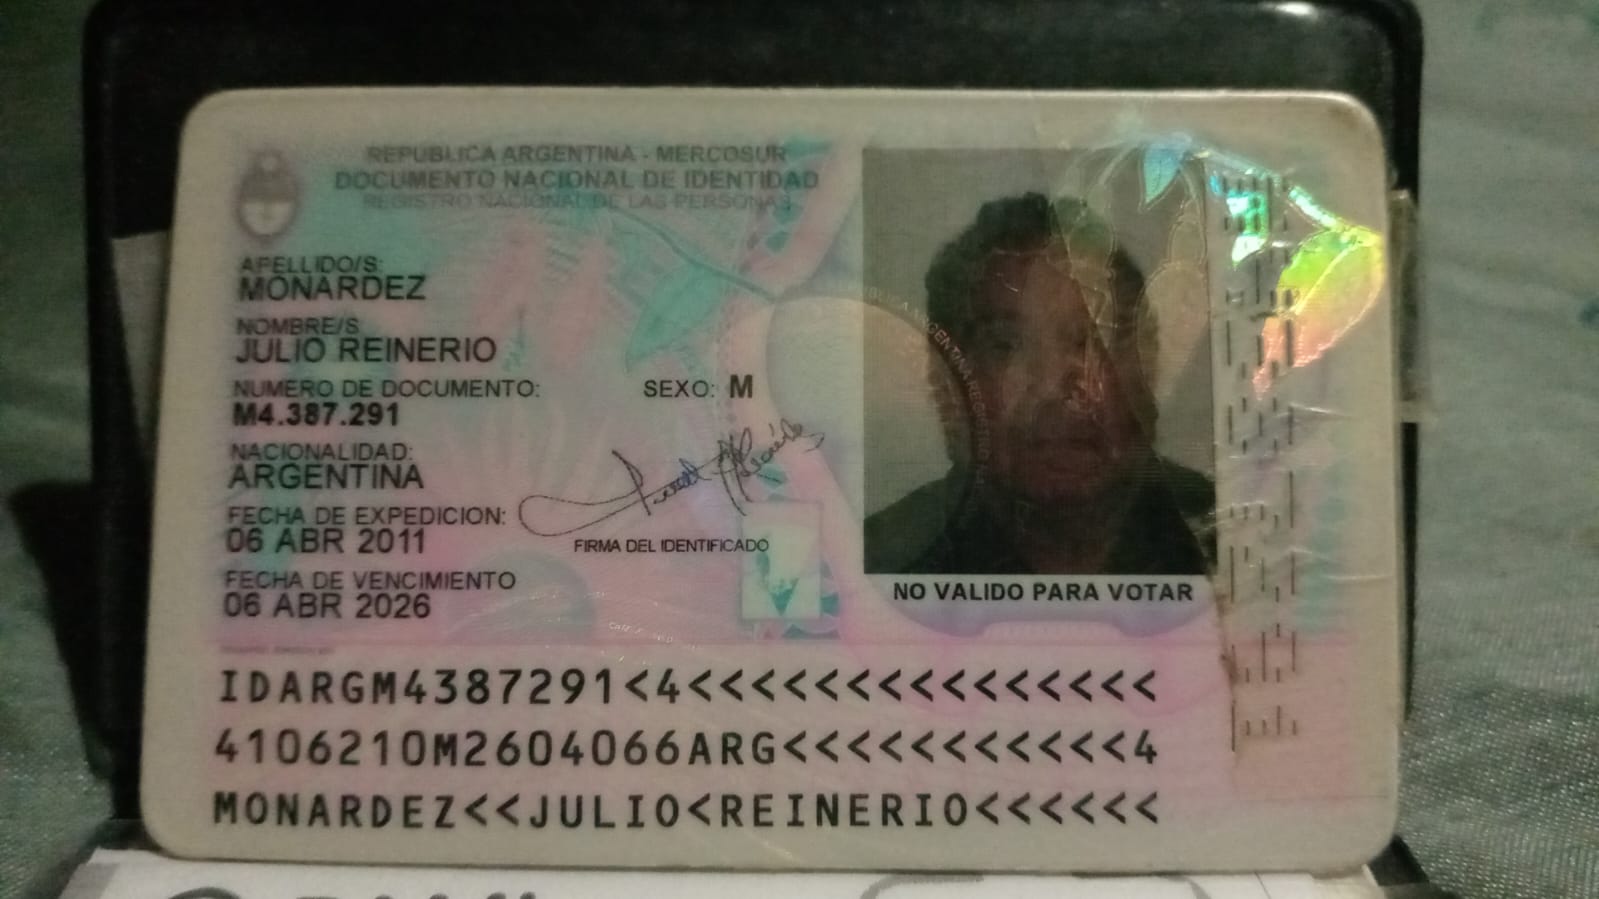 REPUBLICA ARGENTINA - MERCOSUR
DOCUMENTO NACIONAL DE IDENTIDAD
REGISTRO NACIONAL DE LAS PERSONAS
APELLIDO/S:
MONARDEZ
NOMBRE/S
JULIO REINERIO
NUMERO DE DOCUMENTO:
SEXO: M
M4.387.291
NACIONALIDAD:
ARGENTINA
FECHA DE EXPEDICION:
06 ABR 2011
FIRMA DEL IDENTIFICADO
FECHA DE VENCIMIENTO
06 ABR 2026
NO VALIDO PARA VOTAR
IDARGM4387291<4<<<<<<<<<<<<<<<
4106210M2604066ARG<<<<<<<<<<<4
MONARDEZ<<JULIO<REINERIO<<<<<<